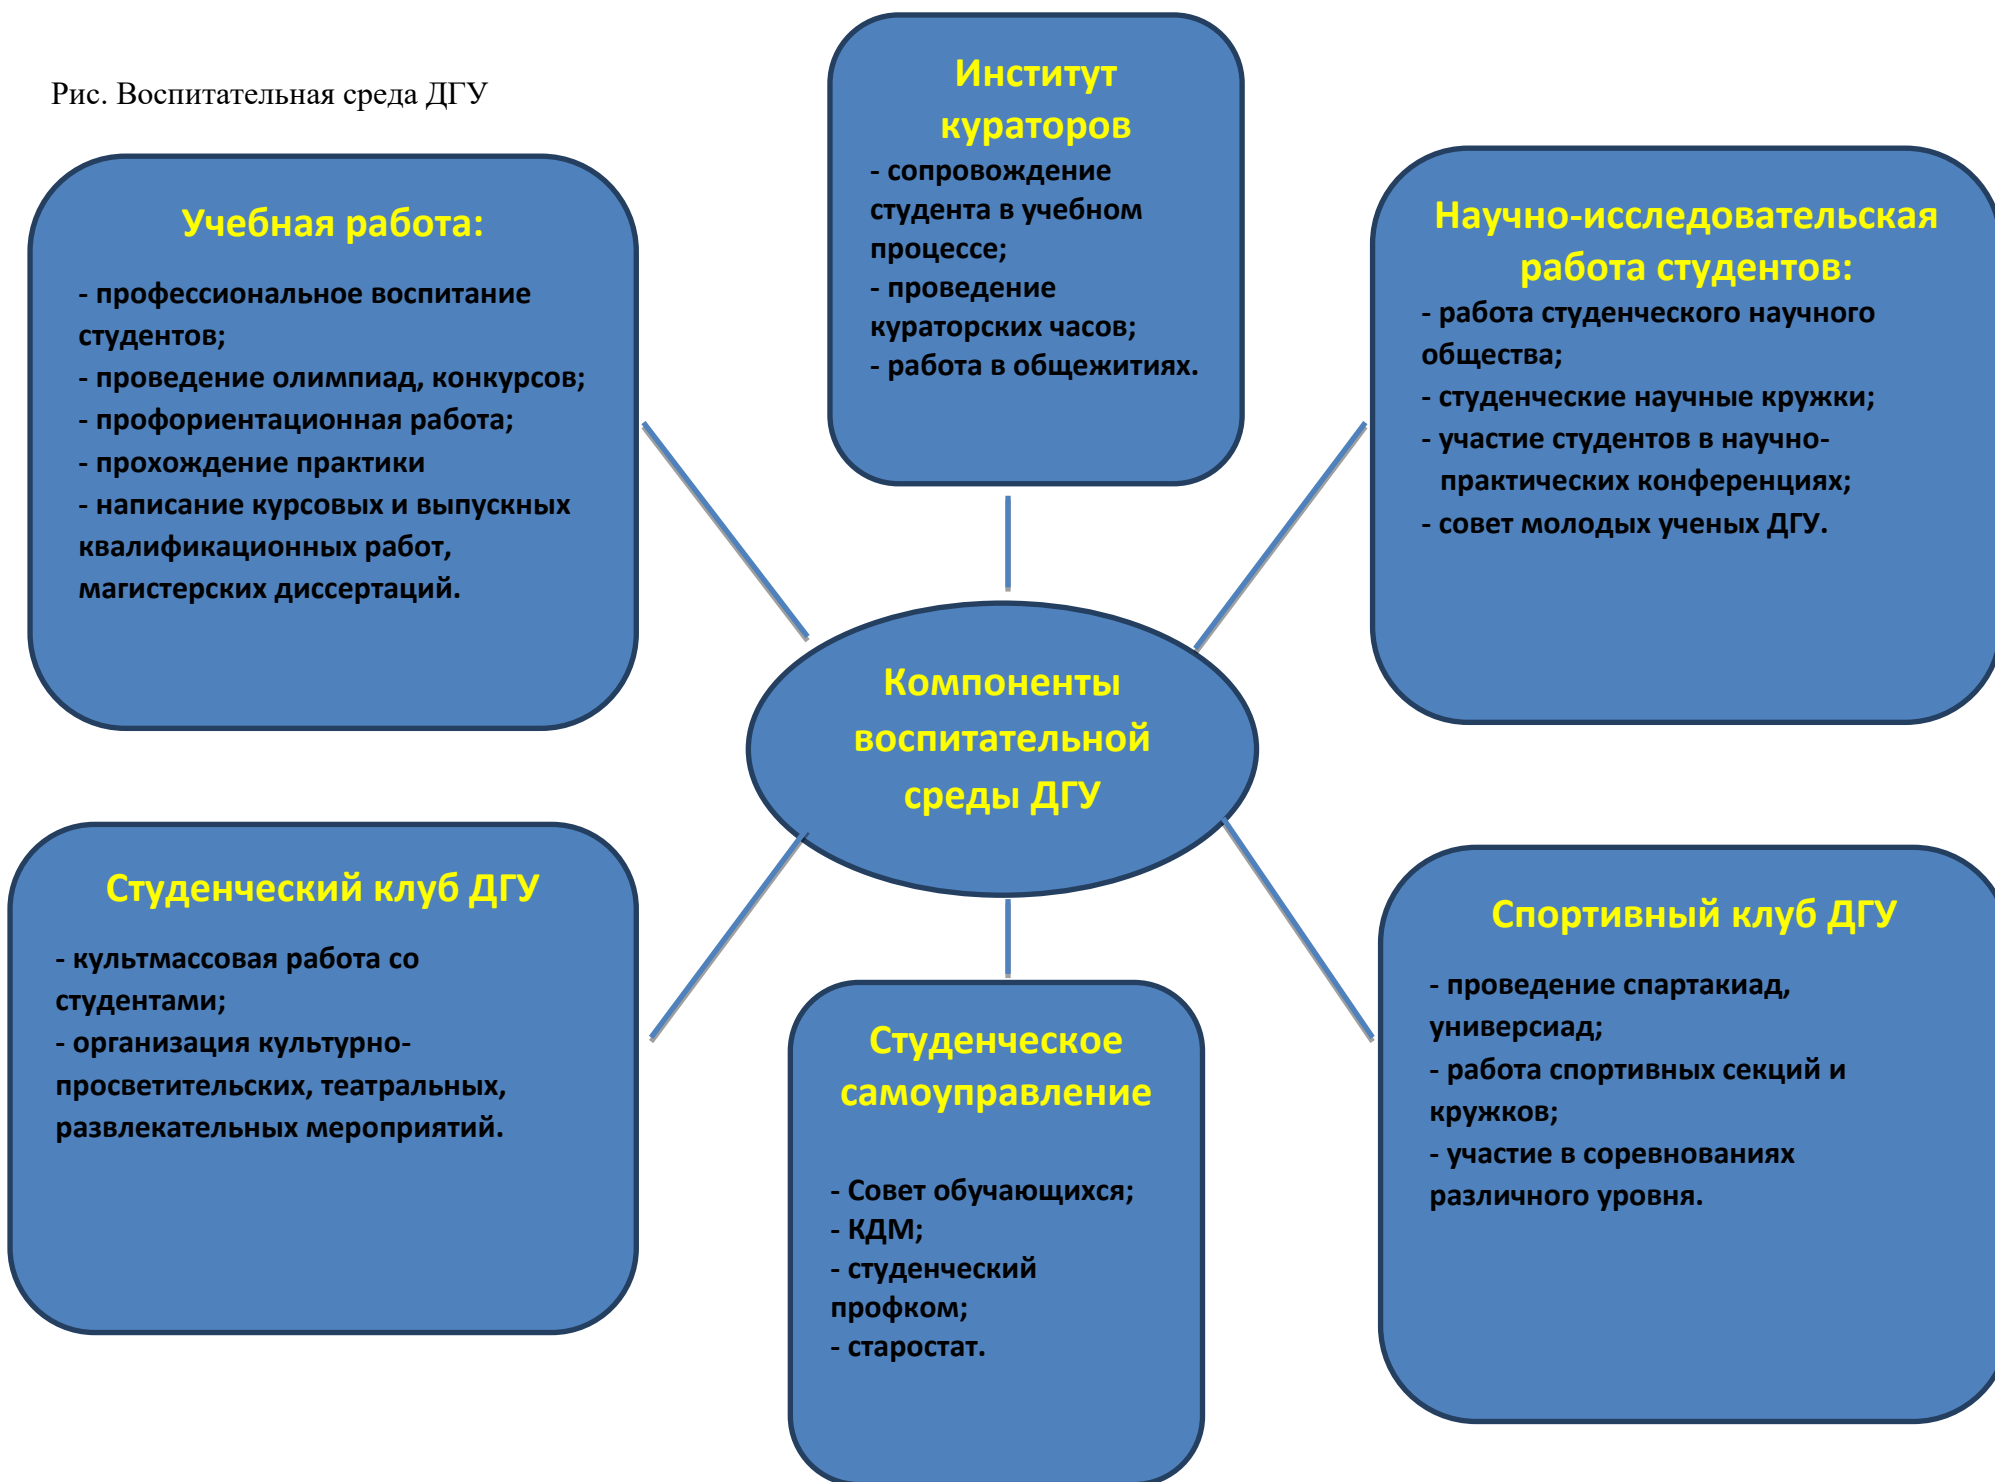 Рис. Воспитательная среда ДГУ
Институт
кураторов
- сопровождение
студента в учебном
процессе;
- проведение
кураторских часов;
- работа в общежитиях.
Учебная работа:
- профессиональное воспитание
студентов;
- проведение олимпиад, конкурсов;
- профориентационная работа;
- прохождение практики
- написание курсовых и выпускных
квалификационных работ,
магистерских диссертаций.
Научно-исследовательская
работа студентов:
- работа студенческого научного
общества;
- студенческие научные кружки;
- участие студентов в научно-
практических конференциях;
- совет молодых ученых ДГУ.
Компоненты
воспитательной
среды ДГУ
Студенческий клуб ДГУ
- культмассовая работа со
студентами;
- организация культурно-
просветительских, театральных,
развлекательных мероприятий.
Студенческое
самоуправление
- Совет обучающихся;
- КДМ;
- студенческий
профком;
- старостат.
Спортивный клуб ДГУ
- проведение спартакиад,
универсиад;
- работа спортивных секций и
кружков;
- участие в соревнованиях
различного уровня.